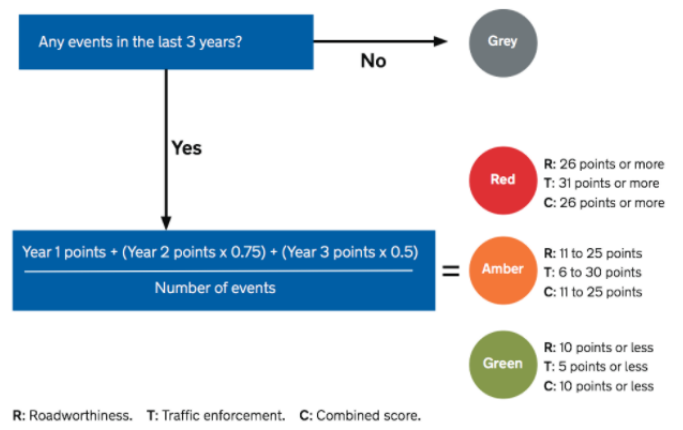 Any events in the last 3 years?
No
Grey
Yes
Red
R: 26 points or more
T: 31 points or more
C: 26 points or more
Year 1 points + (Year 2 points x 0.75) + (Year 3 points x 0.5)
Number of events
=
Amber
R: 11 to 25 points
T: 6 to 30 points
C: 11 to 25 points
Green
R: 10 points or less
T: 5 points or less
C: 10 points or less
R: Roadworthiness. T: Traffic enforcement. C: Combined score.